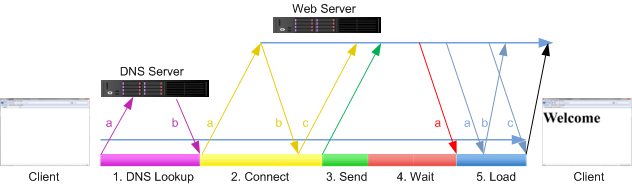 Web Server
DNS Server
a
b
a
b
c
a
a
b
c
Welcome
Client
1. DNS Lookup
2. Connect
3. Send
4. Wait
5. Load
Client